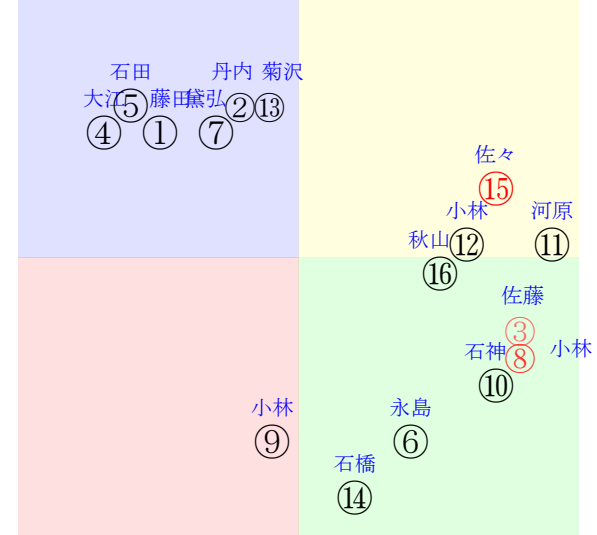 石田
丹内
菊沢
大江
藤田
黛弘
⑤
②
⑬
④
①
⑦
佐々
⑮
小林
河原
秋山
⑫
⑪
⑯
佐藤
③
石神
⑧
小林
⑩
小林
永島
⑨
⑥
石橋
⑭